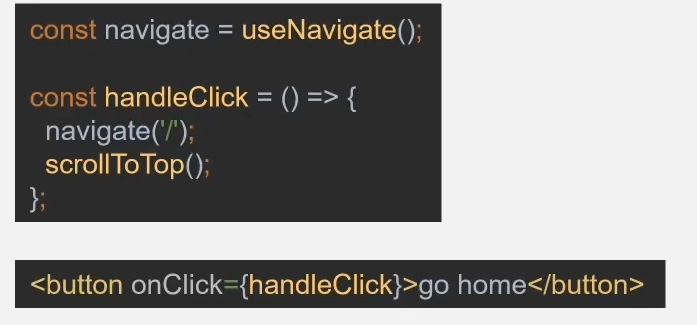 const navigate = useNavigate();
const handleClick = () => {
navigate('/');
scrollToTop();
};
<button onClick={handleClick}>go home</button>